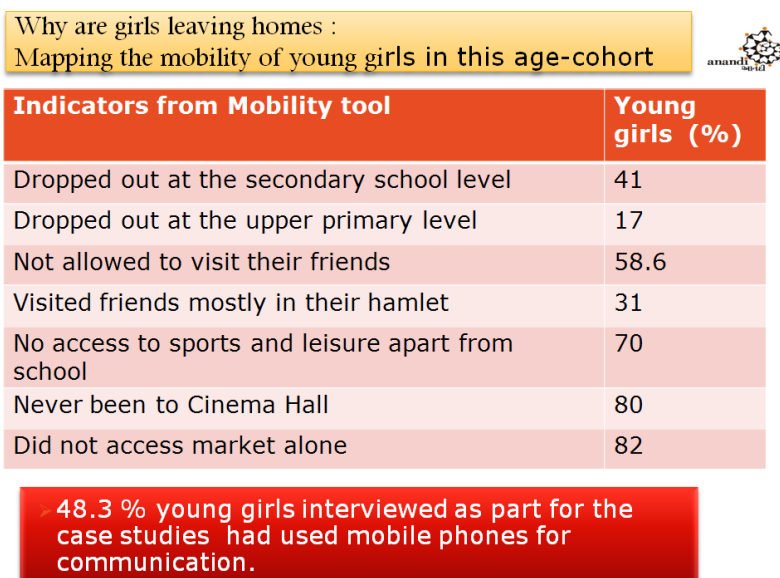 Why are girls leaving homes :
Mapping the mobility of young girls in this age-cohort
anandi
Indicators from Mobility tool
Young
girls (%)
Dropped out at the secondary school level
41
Dropped out at the upper primary level
17
Not allowed to visit their friends
58.6
Visited friends mostly in their hamlet
31
No access to sports and leisure apart from
school
70
Never been to Cinema Hall
80
Did not access market alone
82
48.3 % young girls interviewed as part for the
case studies had used mobile phones for
communication.